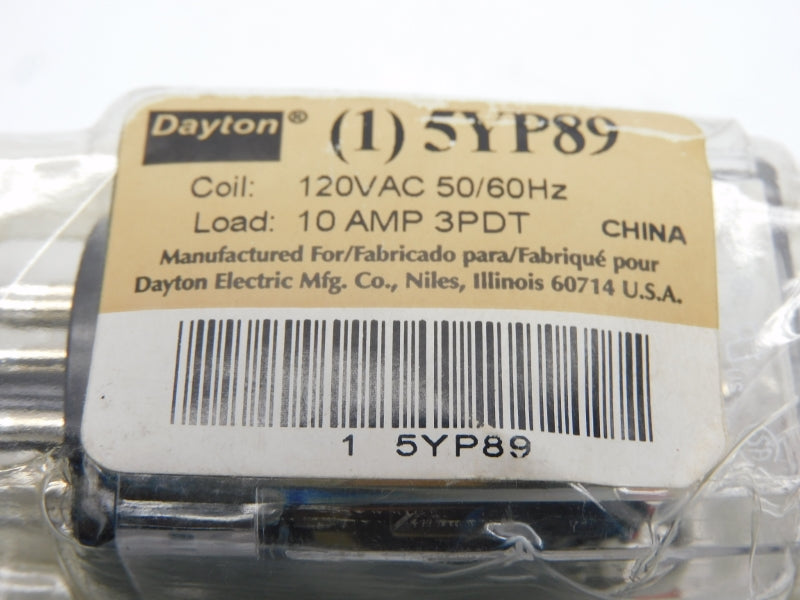 Dayton® (1) 5YP89
Coil: 120VAC 50/60Hz
Load: 10 AMP 3PDT CHINA
Manufactured For/Fabricado para/Fabriqué pour
Dayton Electric Mfg. Co., Niles, Illinois 60714 U.S.A.
1 5YP89